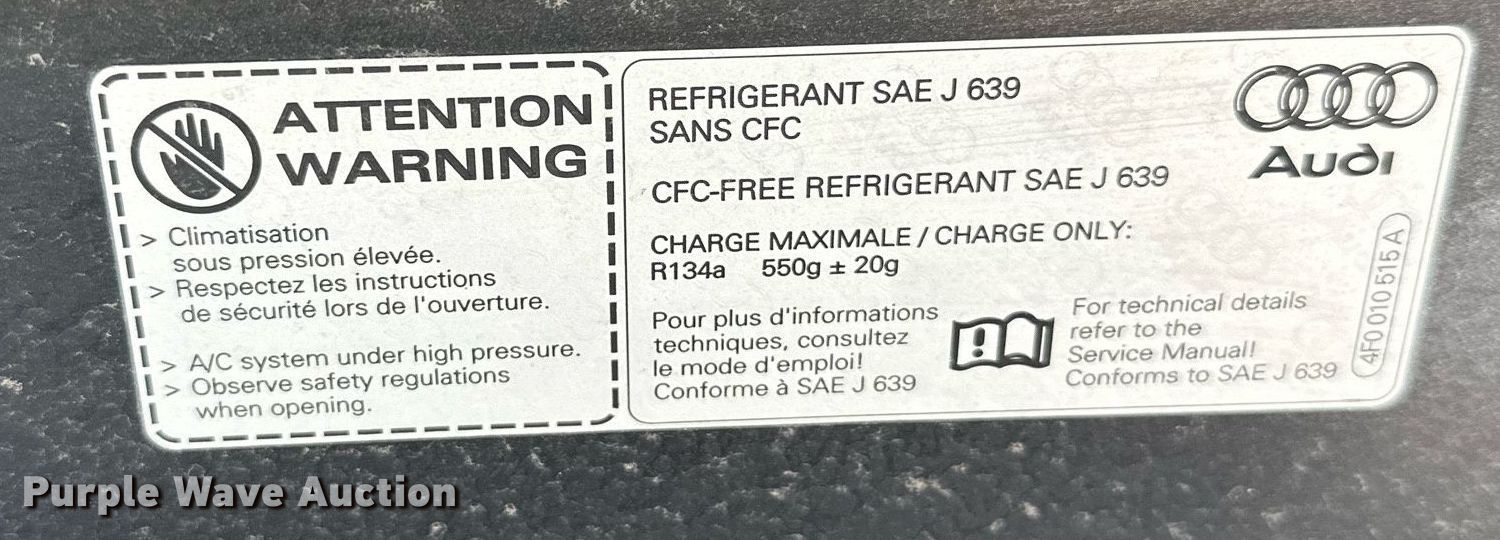 ATTENTION
WARNING
> Climatisation
sous pression élevée.
> Respectez les instructions
de sécurité lors de l'ouverture.
> A/C system under high pressure.
> Observe safety regulations
when opening.
REFRIGERANT SAE J 639
SANS CFC
CFC-FREE REFRIGERANT SAE J 639
CHARGE MAXIMALE / CHARGE ONLY:
R134a 550g ± 20g
Pour plus d'informations
techniques, consultez
le mode d'emploi!
Conforme à SAE J 639
!
For technical details
refer to the
Service Manual!
Conforms to SAE J 639
Audi
4F0 010 515 A
Purple Wave Auction